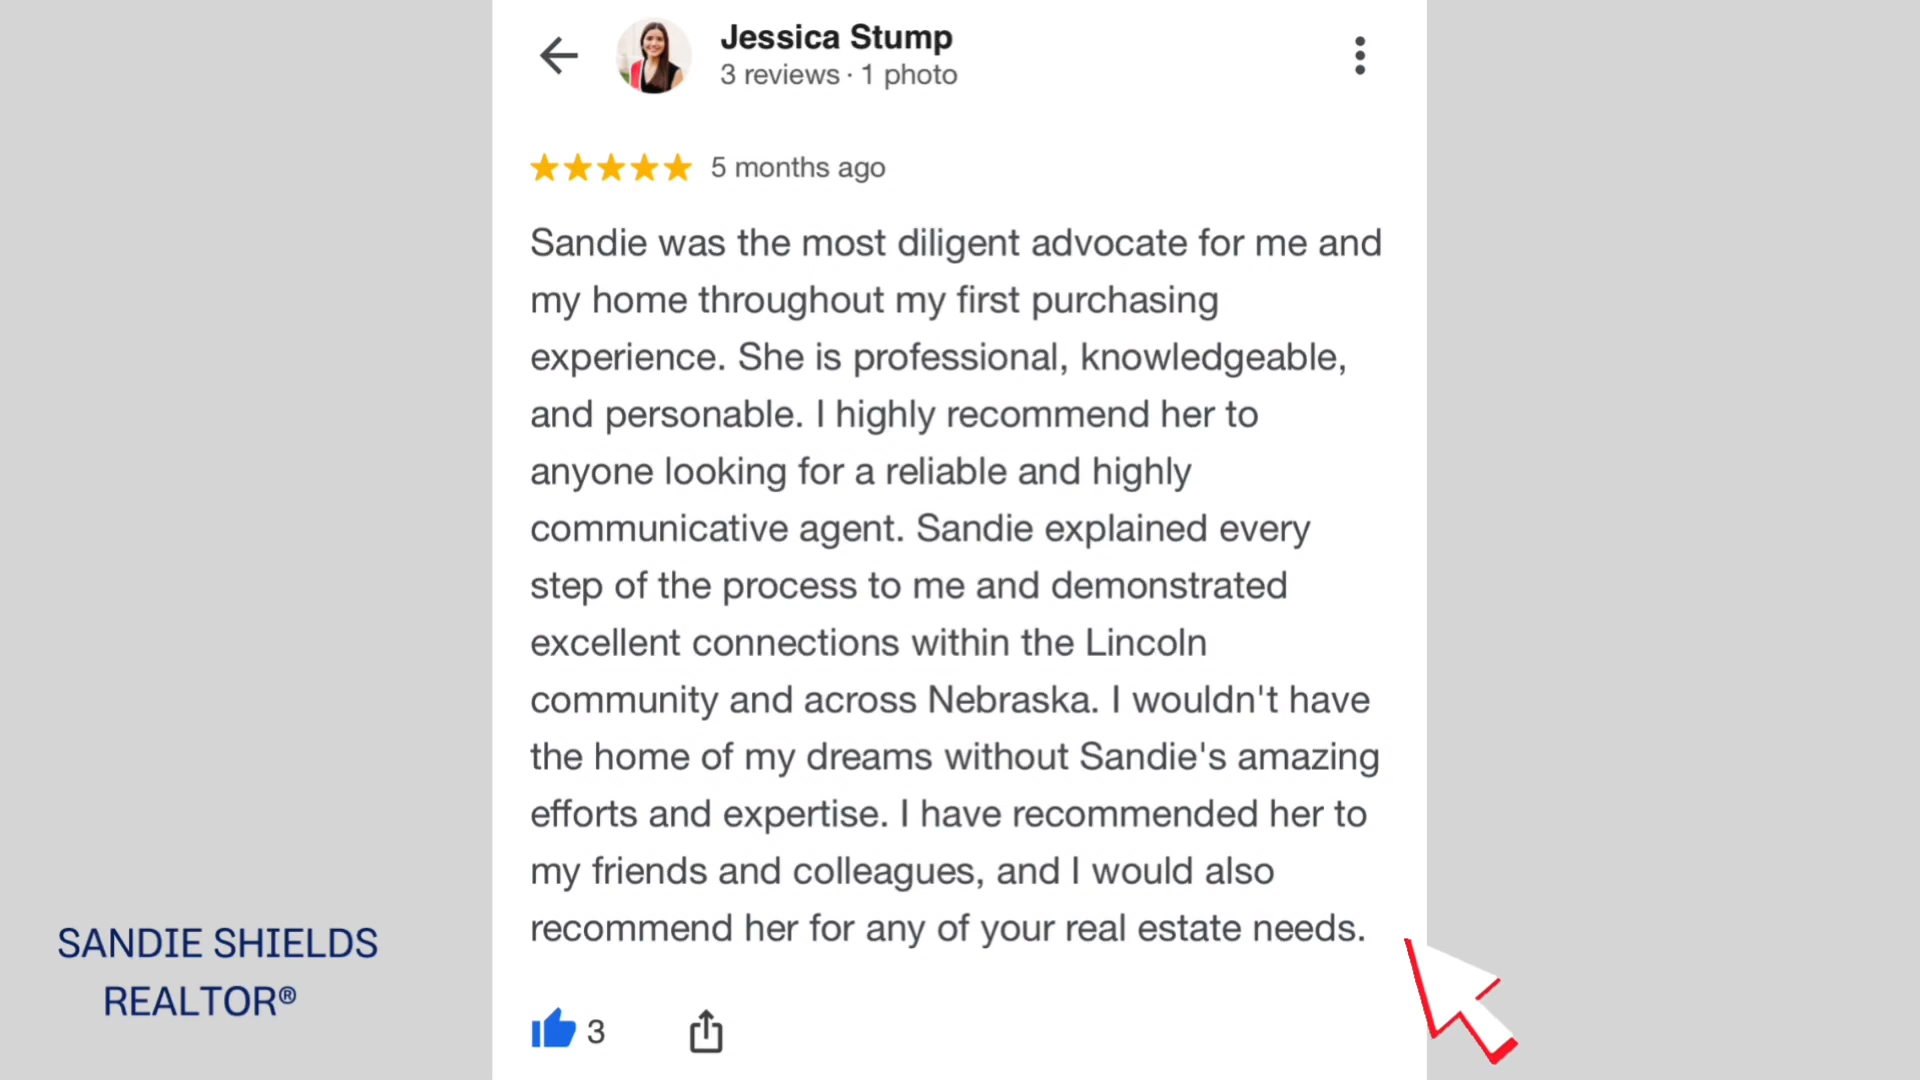 Jessica Stump
3 reviews · 1 photo
5 months ago
Sandie was the most diligent advocate for me and
my home throughout my first purchasing
experience. She is professional, knowledgeable,
and personable. I highly recommend her to
anyone looking for a reliable and highly
communicative agent. Sandie explained every
step of the process to me and demonstrated
excellent connections within the Lincoln
community and across Nebraska. I wouldn't have
the home of my dreams without Sandie's amazing
efforts and expertise. I have recommended her to
my friends and colleagues, and I would also
recommend her for any of your real estate needs.
3
SANDIE SHIELDS
REALTOR®